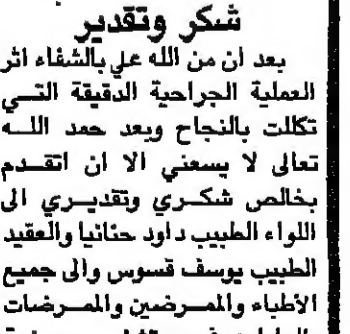 شكر وتقدير
بعد ان من الله علي بالشفاء اثر
العملية الجراحية الدقيقة التي
تكللت بالنجاح وبعد حمد الله
تعالى لا يسعني الا ان اتقدم
بخالص شكري وتقديري الى
اللواء الطبيب داود حنانيا والعقيد
الطبيب يوسف قسوس والى جميع
الأطباء والممرضين والممرضات